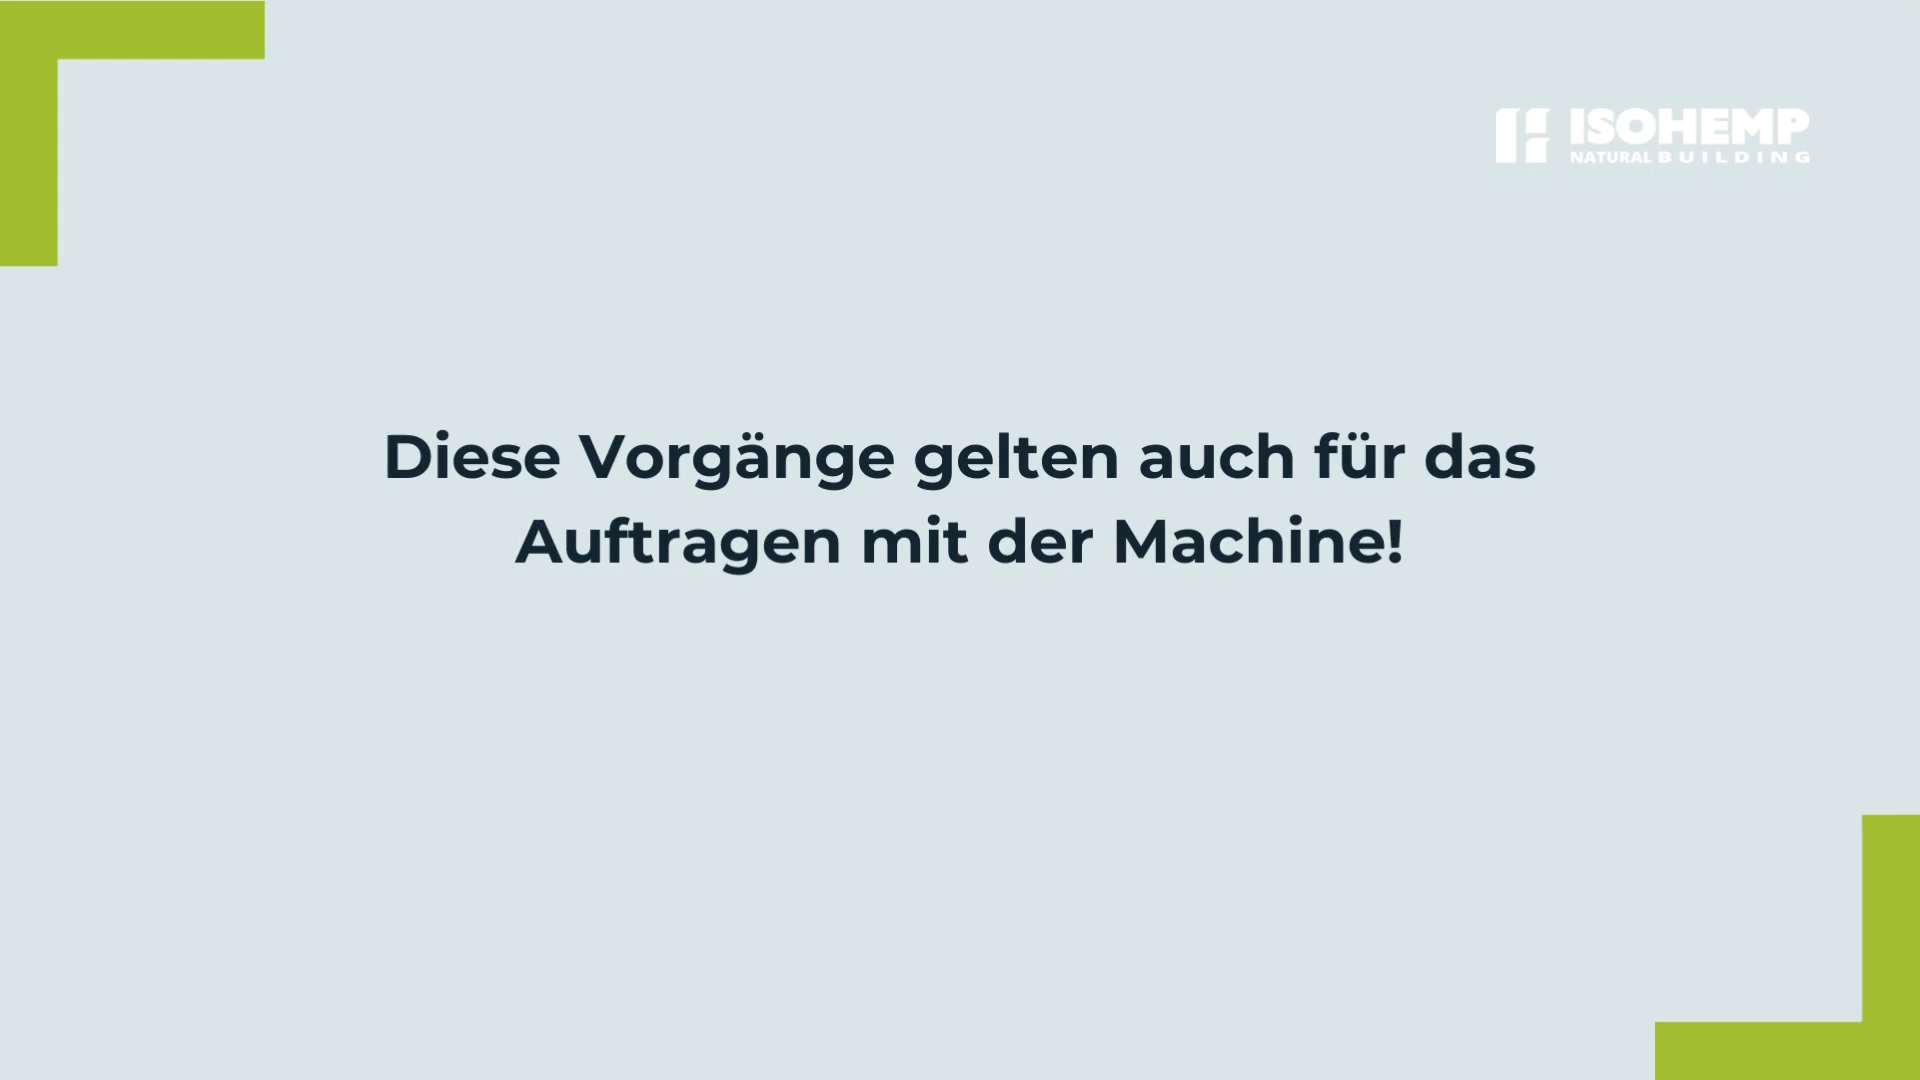 ISOHEMP
NATURAL BUILDING
Diese Vorgänge gelten auch für das
Auftragen mit der Machine!